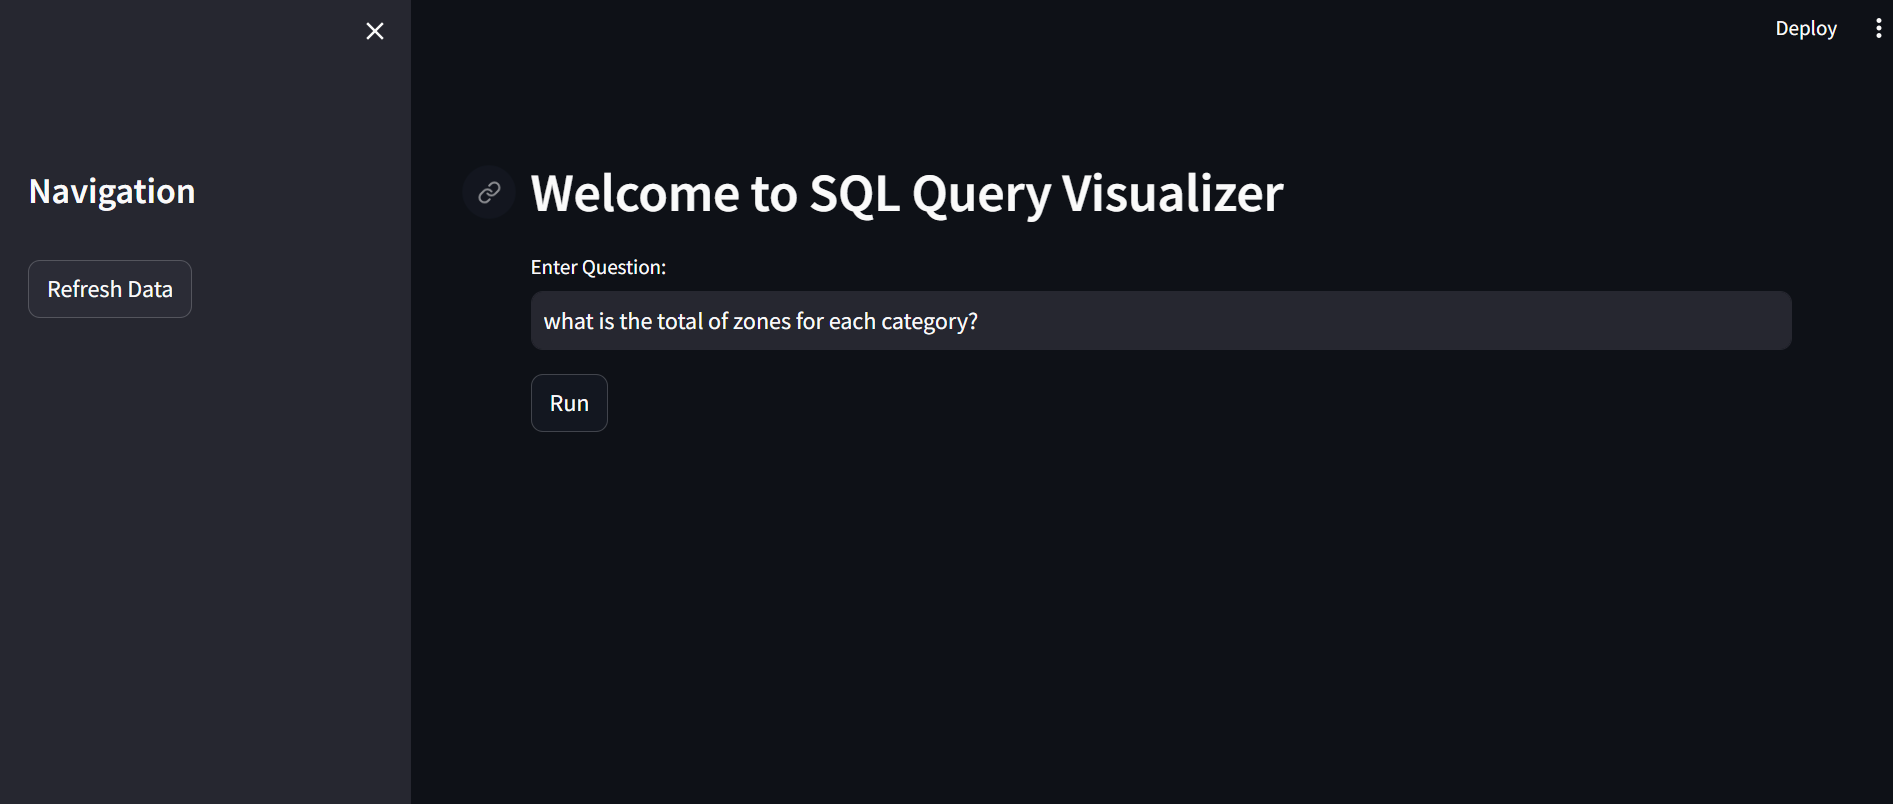 Deploy
Navigation
Refresh Data
Welcome to SQL Query Visualizer
Enter Question:
what is the total of zones for each category?
Run